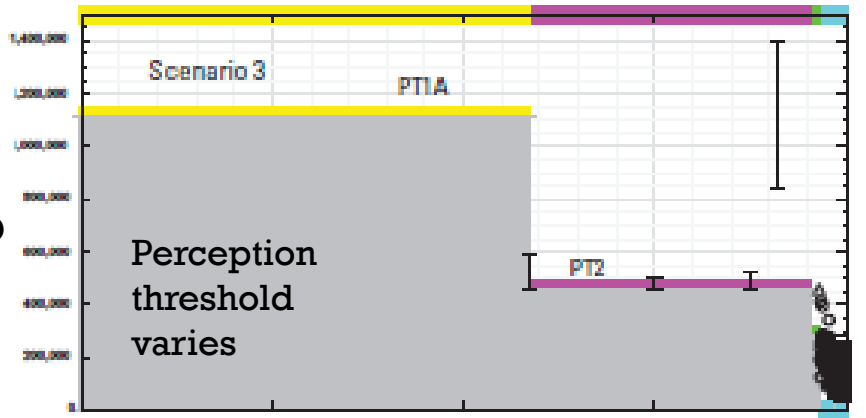 1,400,000
Scenario 3
PT1A
1,200,000
1,000,000
800,000
Perception
600,000
PT2
threshold
400,000
varies
200,000
0